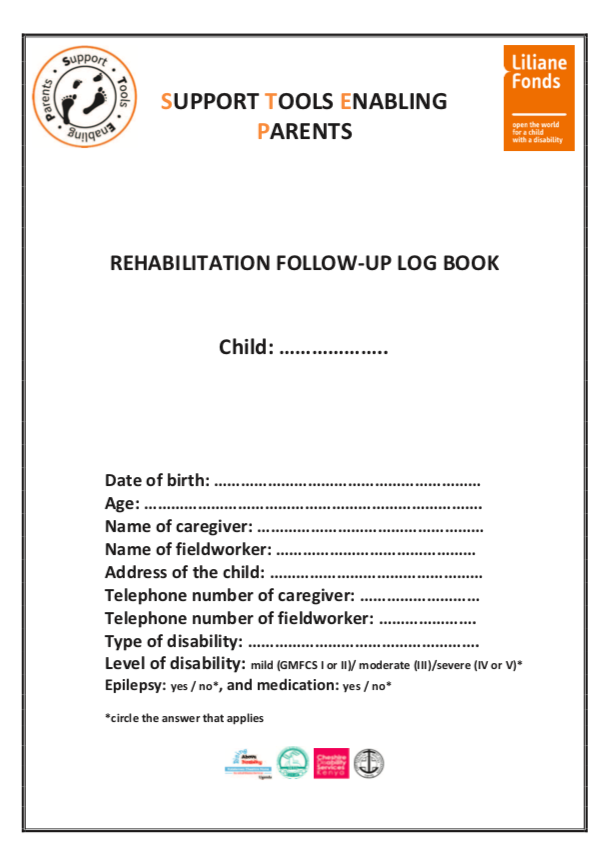 Support · Tools · Enabling · Parents ·
SUPPORT TOOLS ENABLING
PARENTS
Liliane
Fonds
open the world
for a child
with a disability
REHABILITATION FOLLOW-UP LOG BOOK
Child: ………………..
Date of birth: ……………………………………………………
Age: ………………………………………………………………….
Name of caregiver: ……………………………………………
Name of fieldworker: ………………………………………
Address of the child: …………………………………………
Telephone number of caregiver: ………………………
Telephone number of fieldworker: ………………….
Type of disability: …………………………………………….
Level of disability: mild (GMFCS I or II)/ moderate (III)/severe (IV or V)*
Epilepsy: yes / no*, and medication: yes / no*
*circle the answer that applies
Cheshire
Disability
Services
Kenya
Uganda